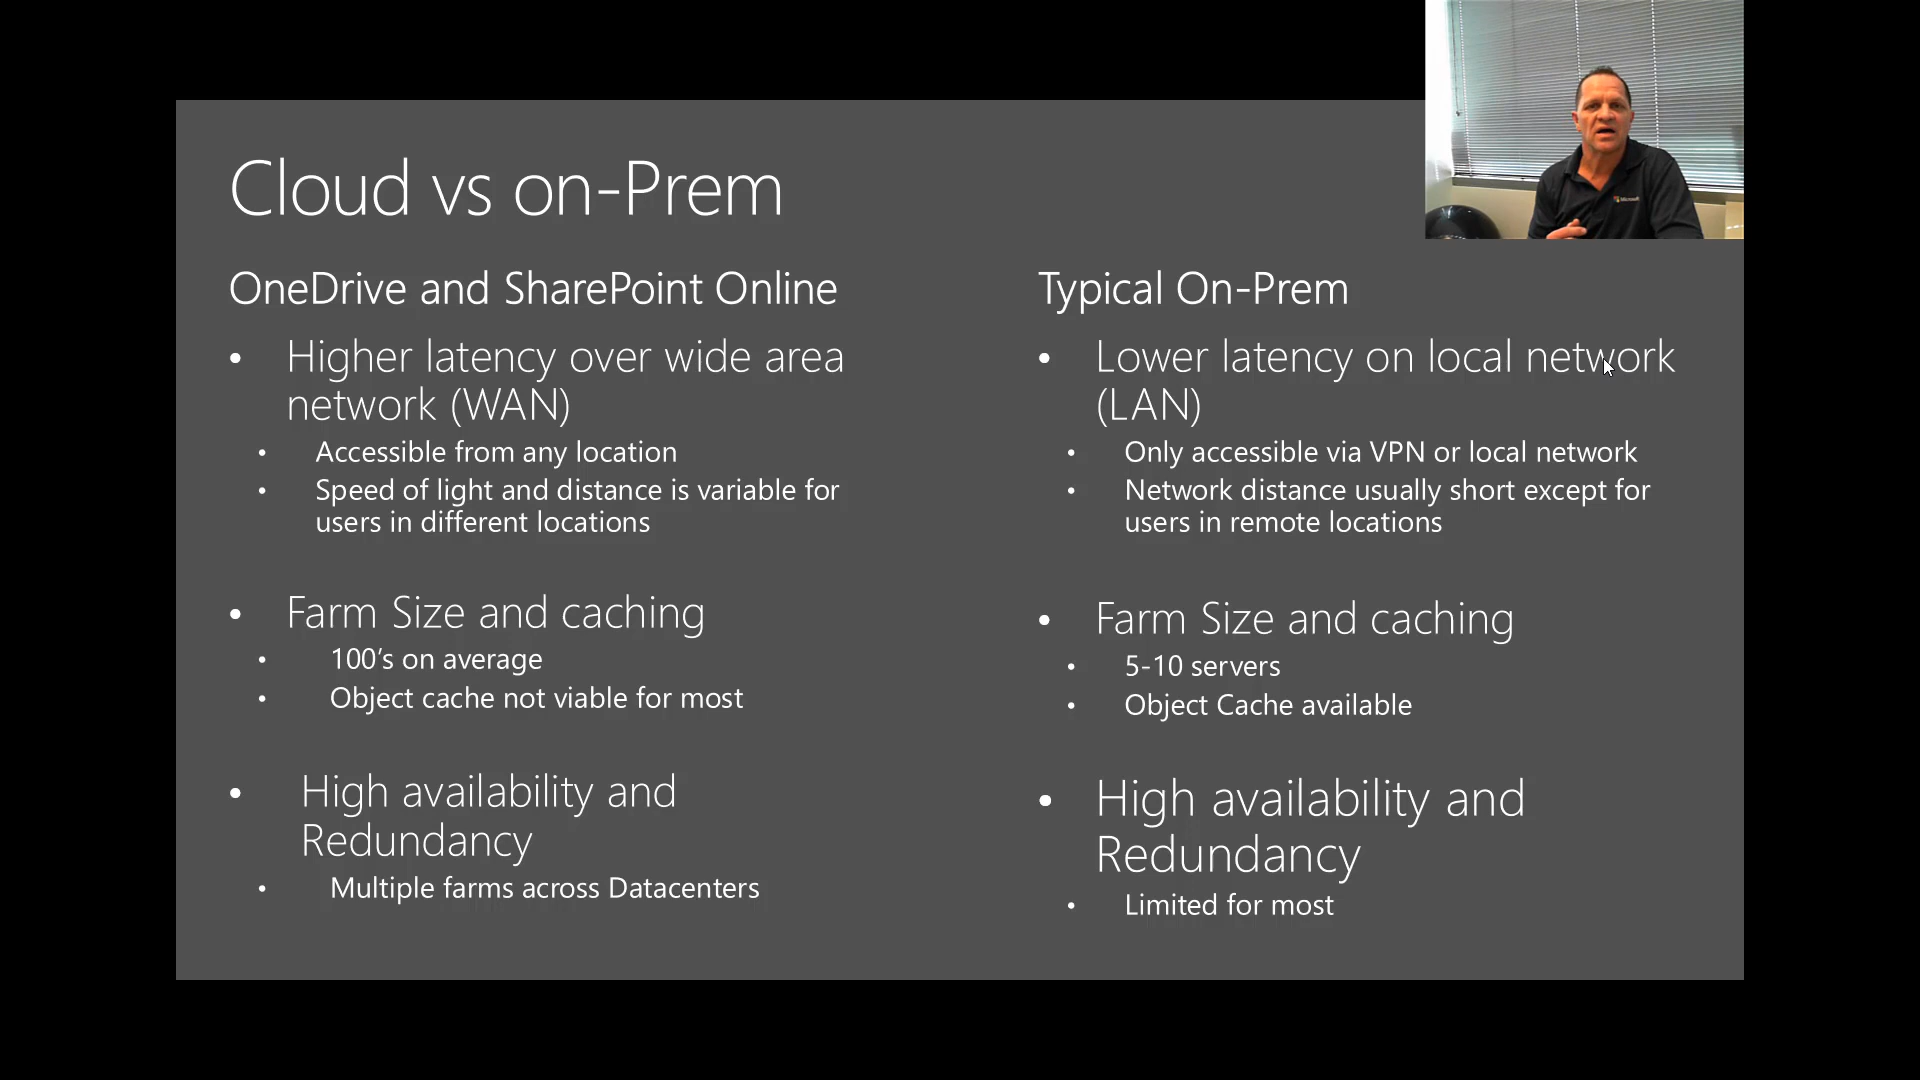 Cloud vs on-Prem
OneDrive and SharePoint Online
• Higher latency over wide area
network (WAN)
• Accessible from any location
• Speed of light and distance is variable for
users in different locations
• Farm Size and caching
• 100’s on average
• Object cache not viable for most
• High availability and
Redundancy
• Multiple farms across Datacenters
Typical On-Prem
• Lower latency on local network
(LAN)
• Only accessible via VPN or local network
• Network distance usually short except for
users in remote locations
• Farm Size and caching
• 5-10 servers
• Object Cache available
• High availability and
Redundancy
• Limited for most
Microsoft